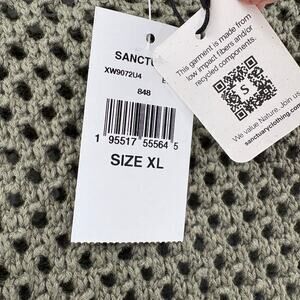 SANCTU
XW9072U4
848
1 95517 55564 5
SIZE XL
This garment is made from
low impact fibers and/or
recycled components.
S
We value Nature. Join us
sanctuaryclothing.com